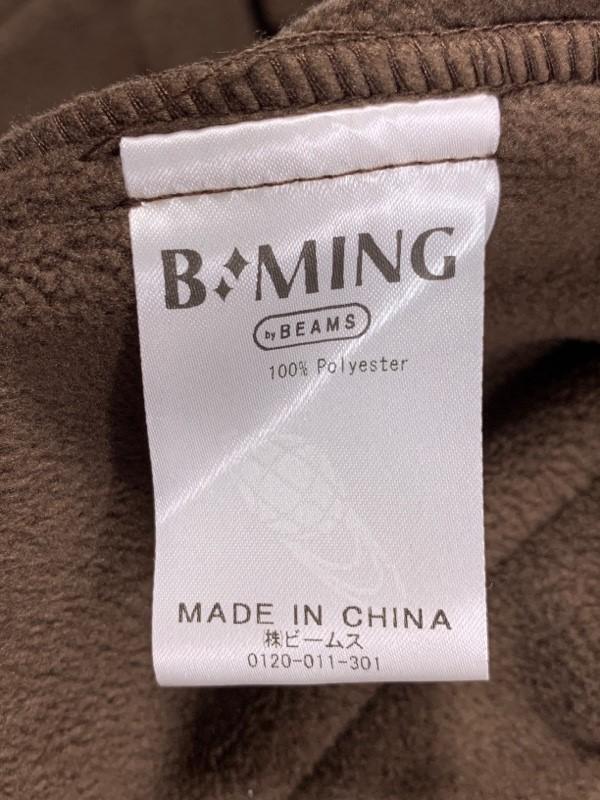 B:MING
by BEAMS
100% Polyester
MADE IN CHINA
㈱ビームス
0120-011-301